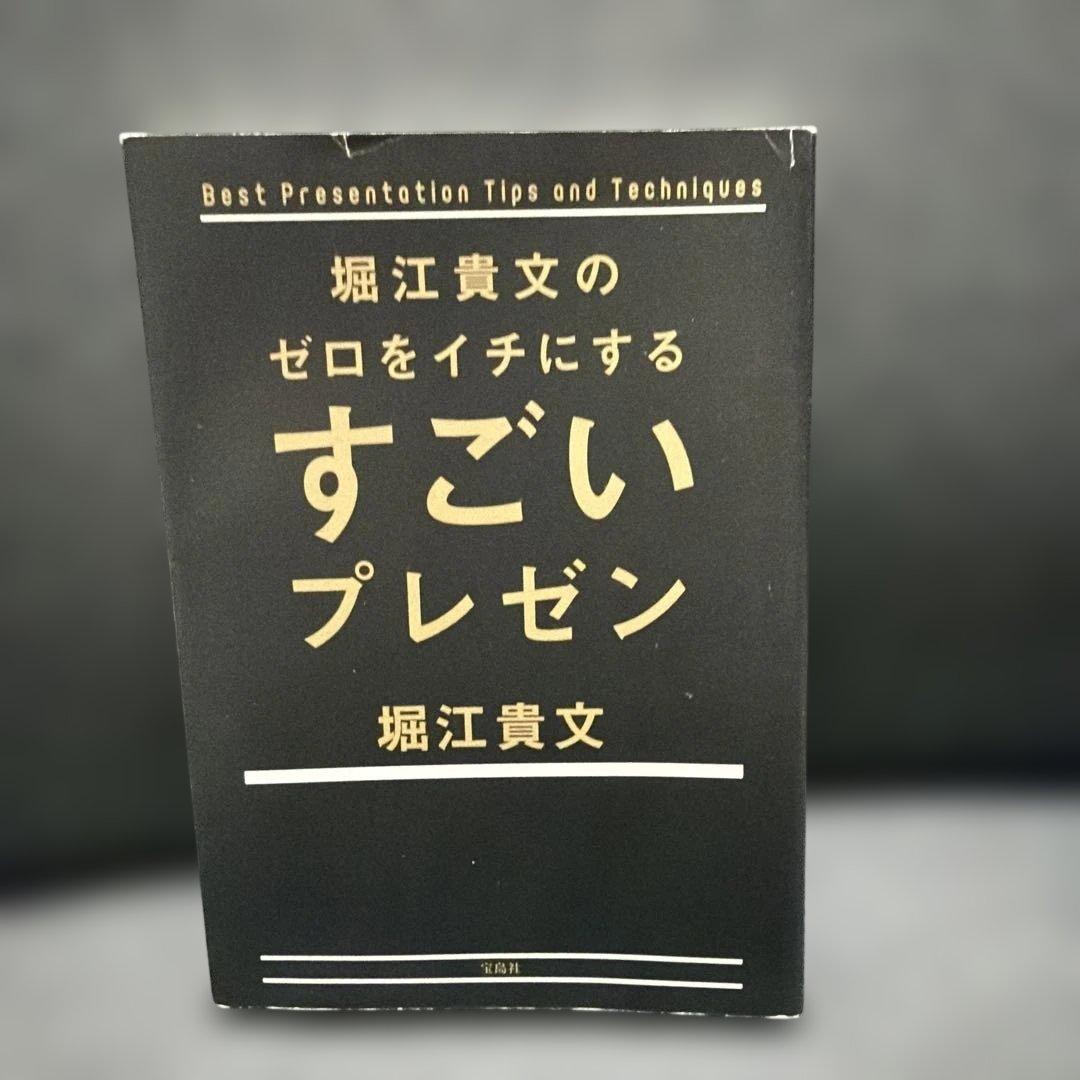 Best Presentation Tips and Techniques
堀江貴文の
ゼロをイチにする
すごい
プレゼン
堀江貴文
宝島社